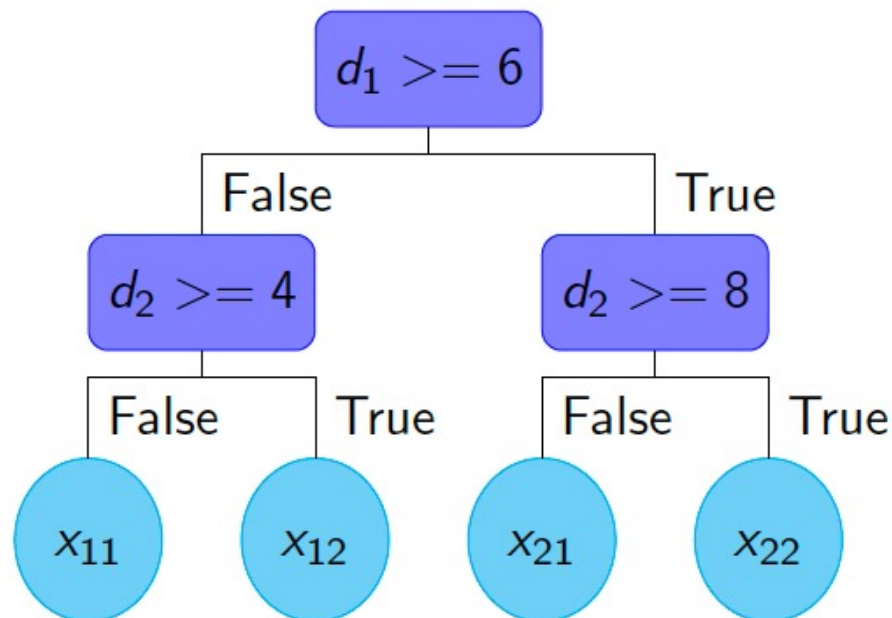 d₁ >= 6
False True
d₂ >= 4 d₂ >= 8
False True False True
x₁₁ x₁₂ x₂₁ x₂₂